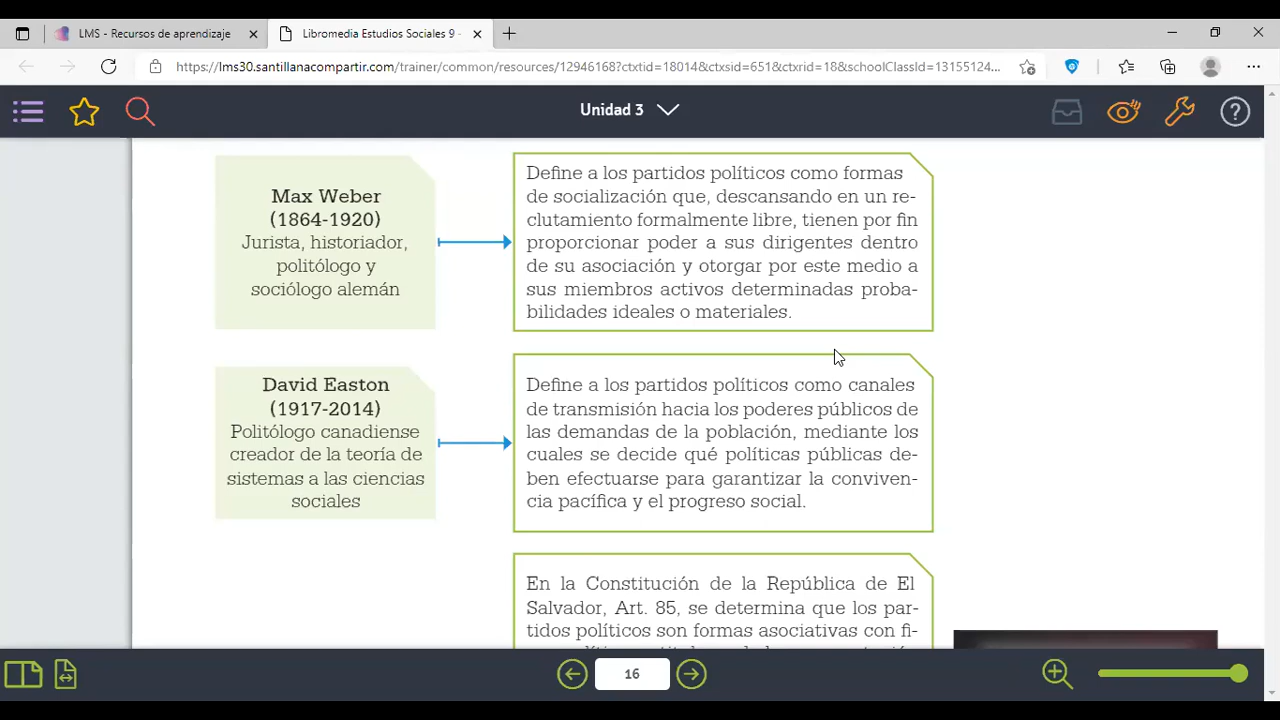 LMS - Recursos de aprendizaje
Libromedia Estudios Sociales 9 -
https://lms30.santillanacompartir.com/trainer/common/resources/12946168?ctxtid=18014&ctxsid=651&ctxrid=18&schoolClassId=13155124...
Unidad 3
Max Weber
(1864-1920)
Jurista, historiador,
politólogo y
sociólogo alemán
Define a los partidos políticos como formas
de socialización que, descansando en un re-
clutamiento formalmente libre, tienen por fin
proporcionar poder a sus dirigentes dentro
de su asociación y otorgar por este medio a
sus miembros activos determinadas proba-
bilidades ideales o materiales.
David Easton
(1917-2014)
Politólogo canadiense
creador de la teoría de
sistemas a las ciencias
sociales
Define a los partidos políticos como canales
de transmisión hacia los poderes públicos de
las demandas de la población, mediante los
cuales se decide qué políticas públicas de-
ben efectuarse para garantizar la conviven-
cia pacífica y el progreso social.
En la Constitución de la República de El
Salvador, Art. 85, se determina que los par-
tidos políticos son formas asociativas con fi-
16